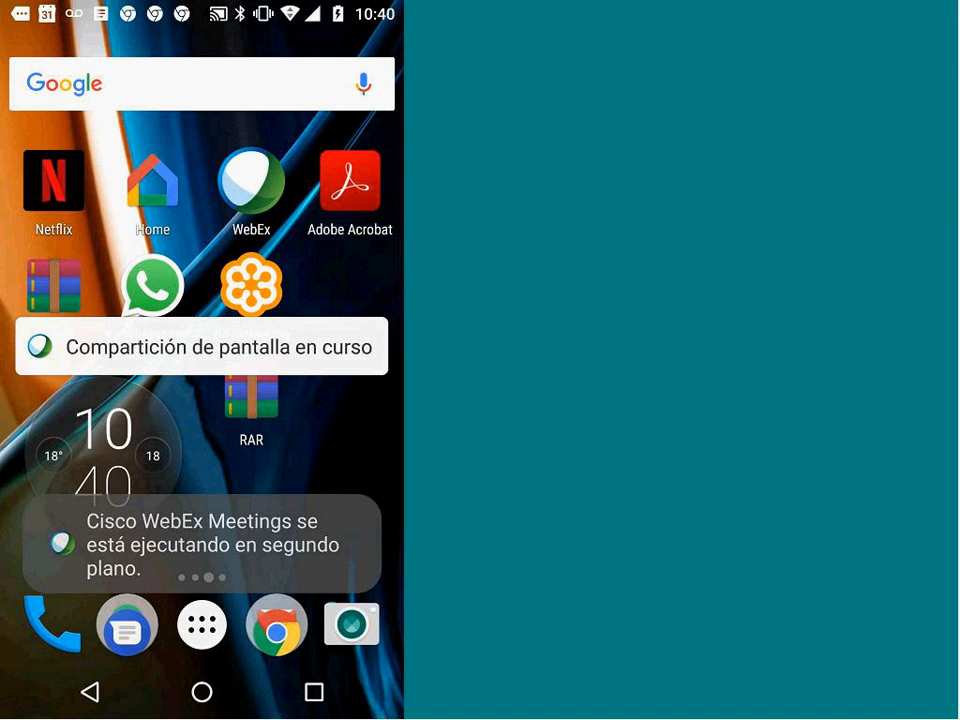 31
10:40
Google
Netflix
Home
WebEx
Adobe Acrobat
Compartición de pantalla en curso
10
18°
18
40
RAR
Cisco WebEx Meetings se
está ejecutando en segundo
plano.